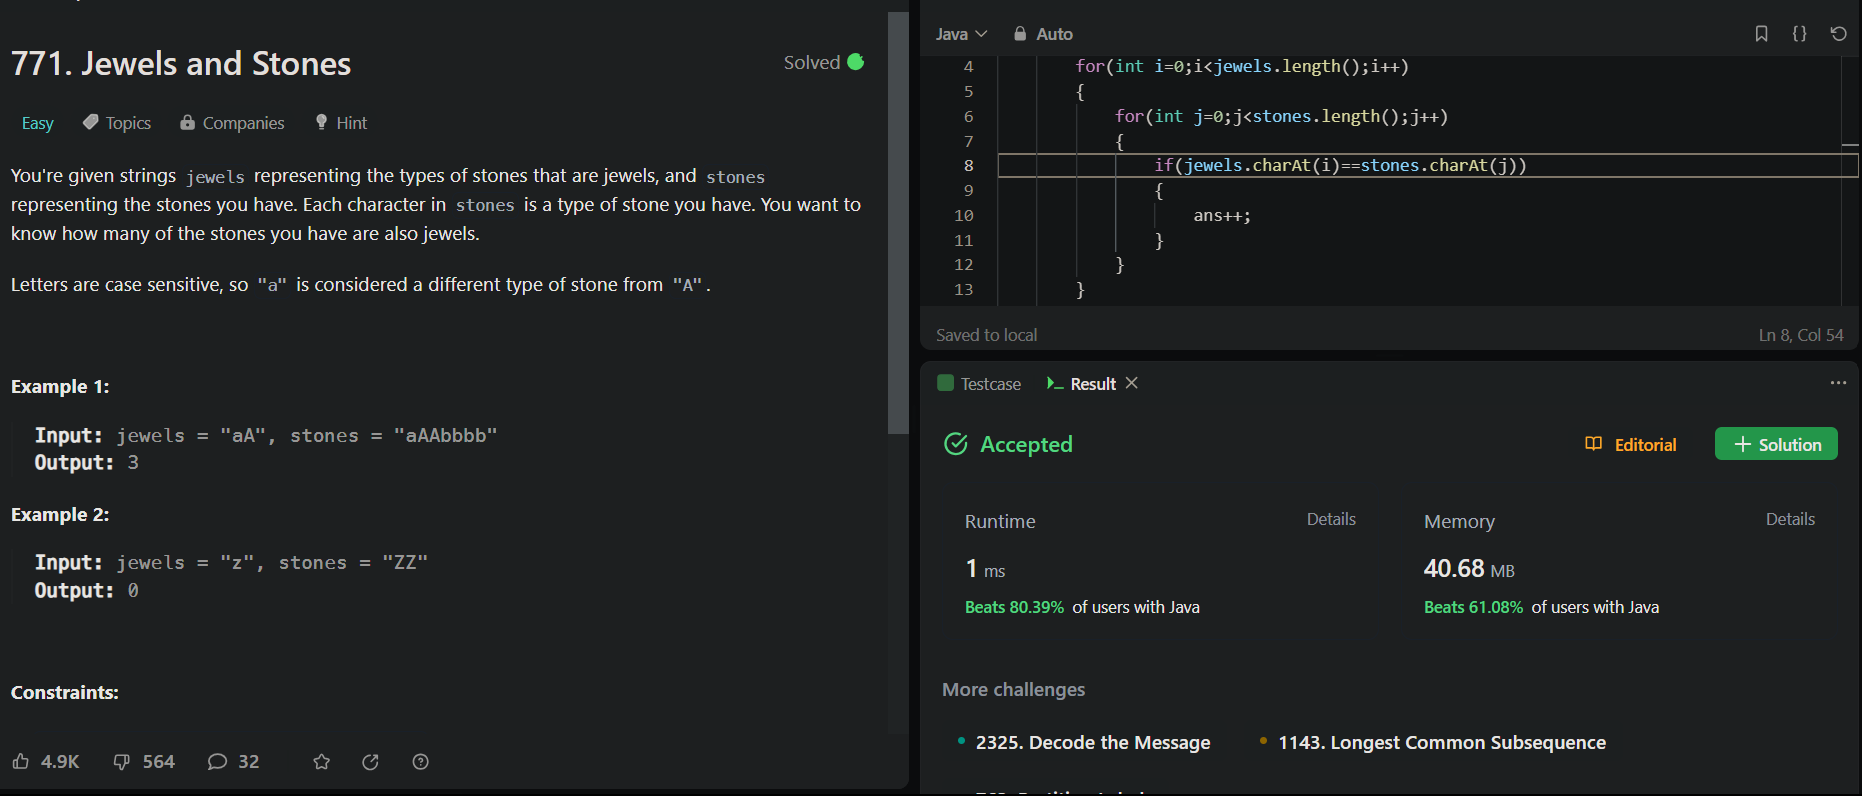 771. Jewels and Stones
Solved
Easy Topics Companies Hint
You're given strings jewels representing the types of stones that are jewels, and stones
representing the stones you have. Each character in stones is a type of stone you have. You want to
know how many of the stones you have are also jewels.
Letters are case sensitive, so "a" is considered a different type of stone from "A".
Example 1:
Input: jewels = "aA", stones = "aAAbbbb"
Output: 3
Example 2:
Input: jewels = "z", stones = "ZZ"
Output: 0
Constraints:
4.9K 564 32
Java Auto
4 for(int i=0;i<jewels.length();i++)
5 {
6 for(int j=0;j<stones.length();j++)
7 {
8 if(jewels.charAt(i)==stones.charAt(j))
9 {
10 ans++;
11 }
12 }
13 }
Saved to local Ln 8, Col 54
Testcase Result
Accepted
Editorial + Solution
Runtime Details
1 ms
Beats 80.39% of users with Java
Memory Details
40.68 MB
Beats 61.08% of users with Java
More challenges
2325. Decode the Message 1143. Longest Common Subsequence